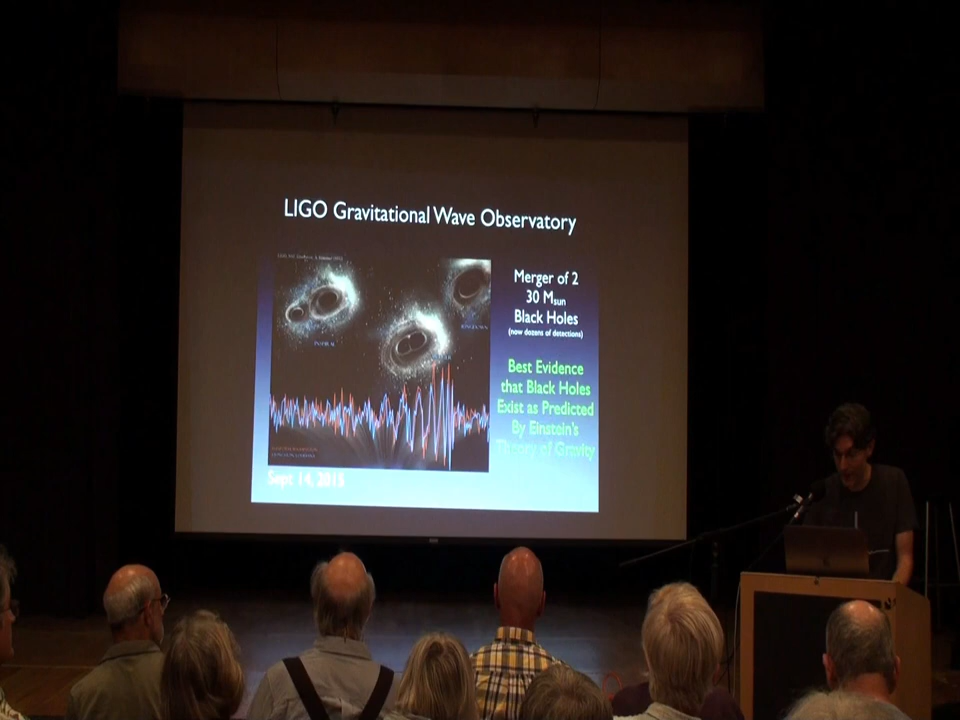 LIGO Gravitational Wave Observatory
Merger of 2
30 Msun
Black Holes
(now dozens of detections)
Best Evidence
that Black Holes
Exist as Predicted
By Einstein's
Theory of Gravity
Sept 14, 2015